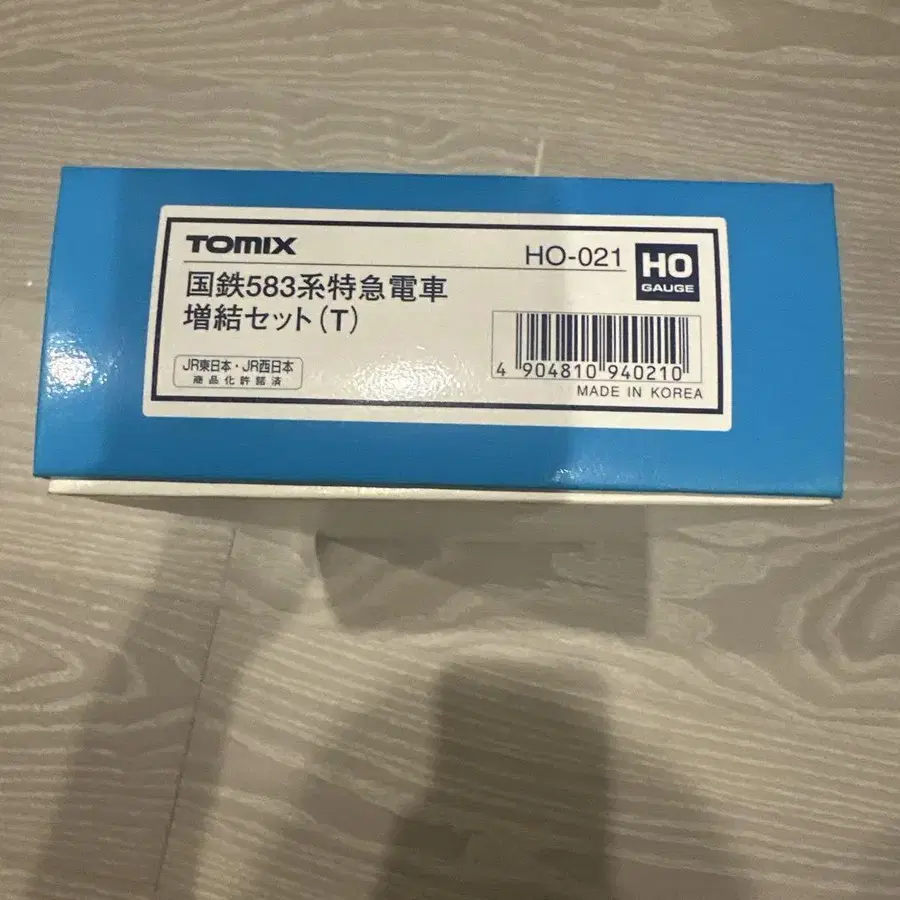 TOMIX
HO-021
HO
GAUGE
国鉄583系特急電車
増結セット(T)
JR東日本・JR西日本
商品化許諾済
4 904810 940210
MADE IN KOREA